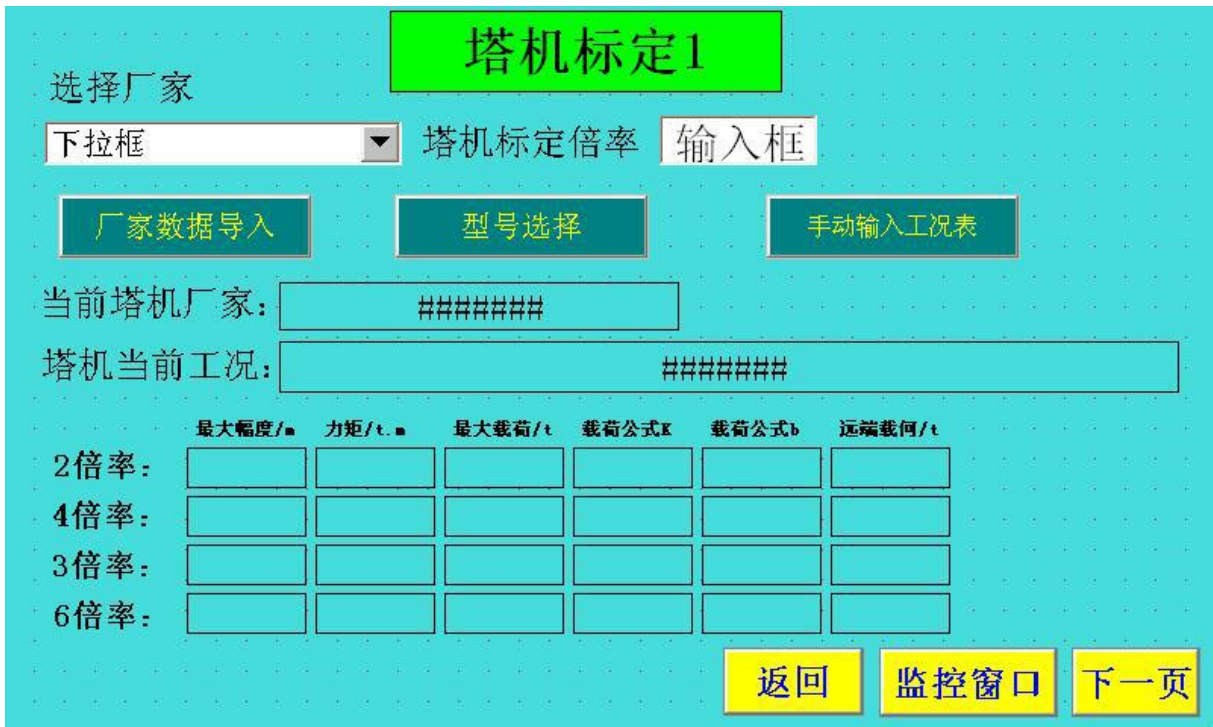 塔机标定1
选择厂家
下拉框 塔机标定倍率 输入框
厂家数据导入 型号选择 手动输入工况表
当前塔机厂家： #######
塔机当前工况： #######
最大幅度/m 力矩/t.m 最大载荷/t 载荷公式K 载荷公式b 远端载何/t
2倍率：
4倍率：
3倍率：
6倍率：
返回 监控窗口 下一页